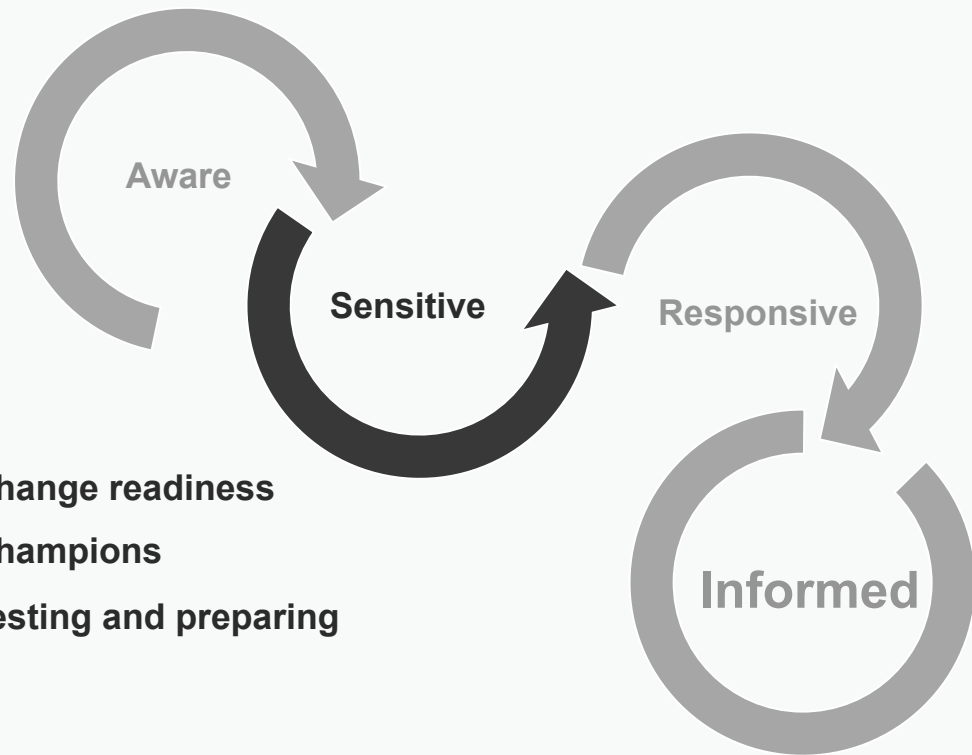 Aware
Sensitive
Responsive
hange readiness
hampions
esting and preparing
Informed